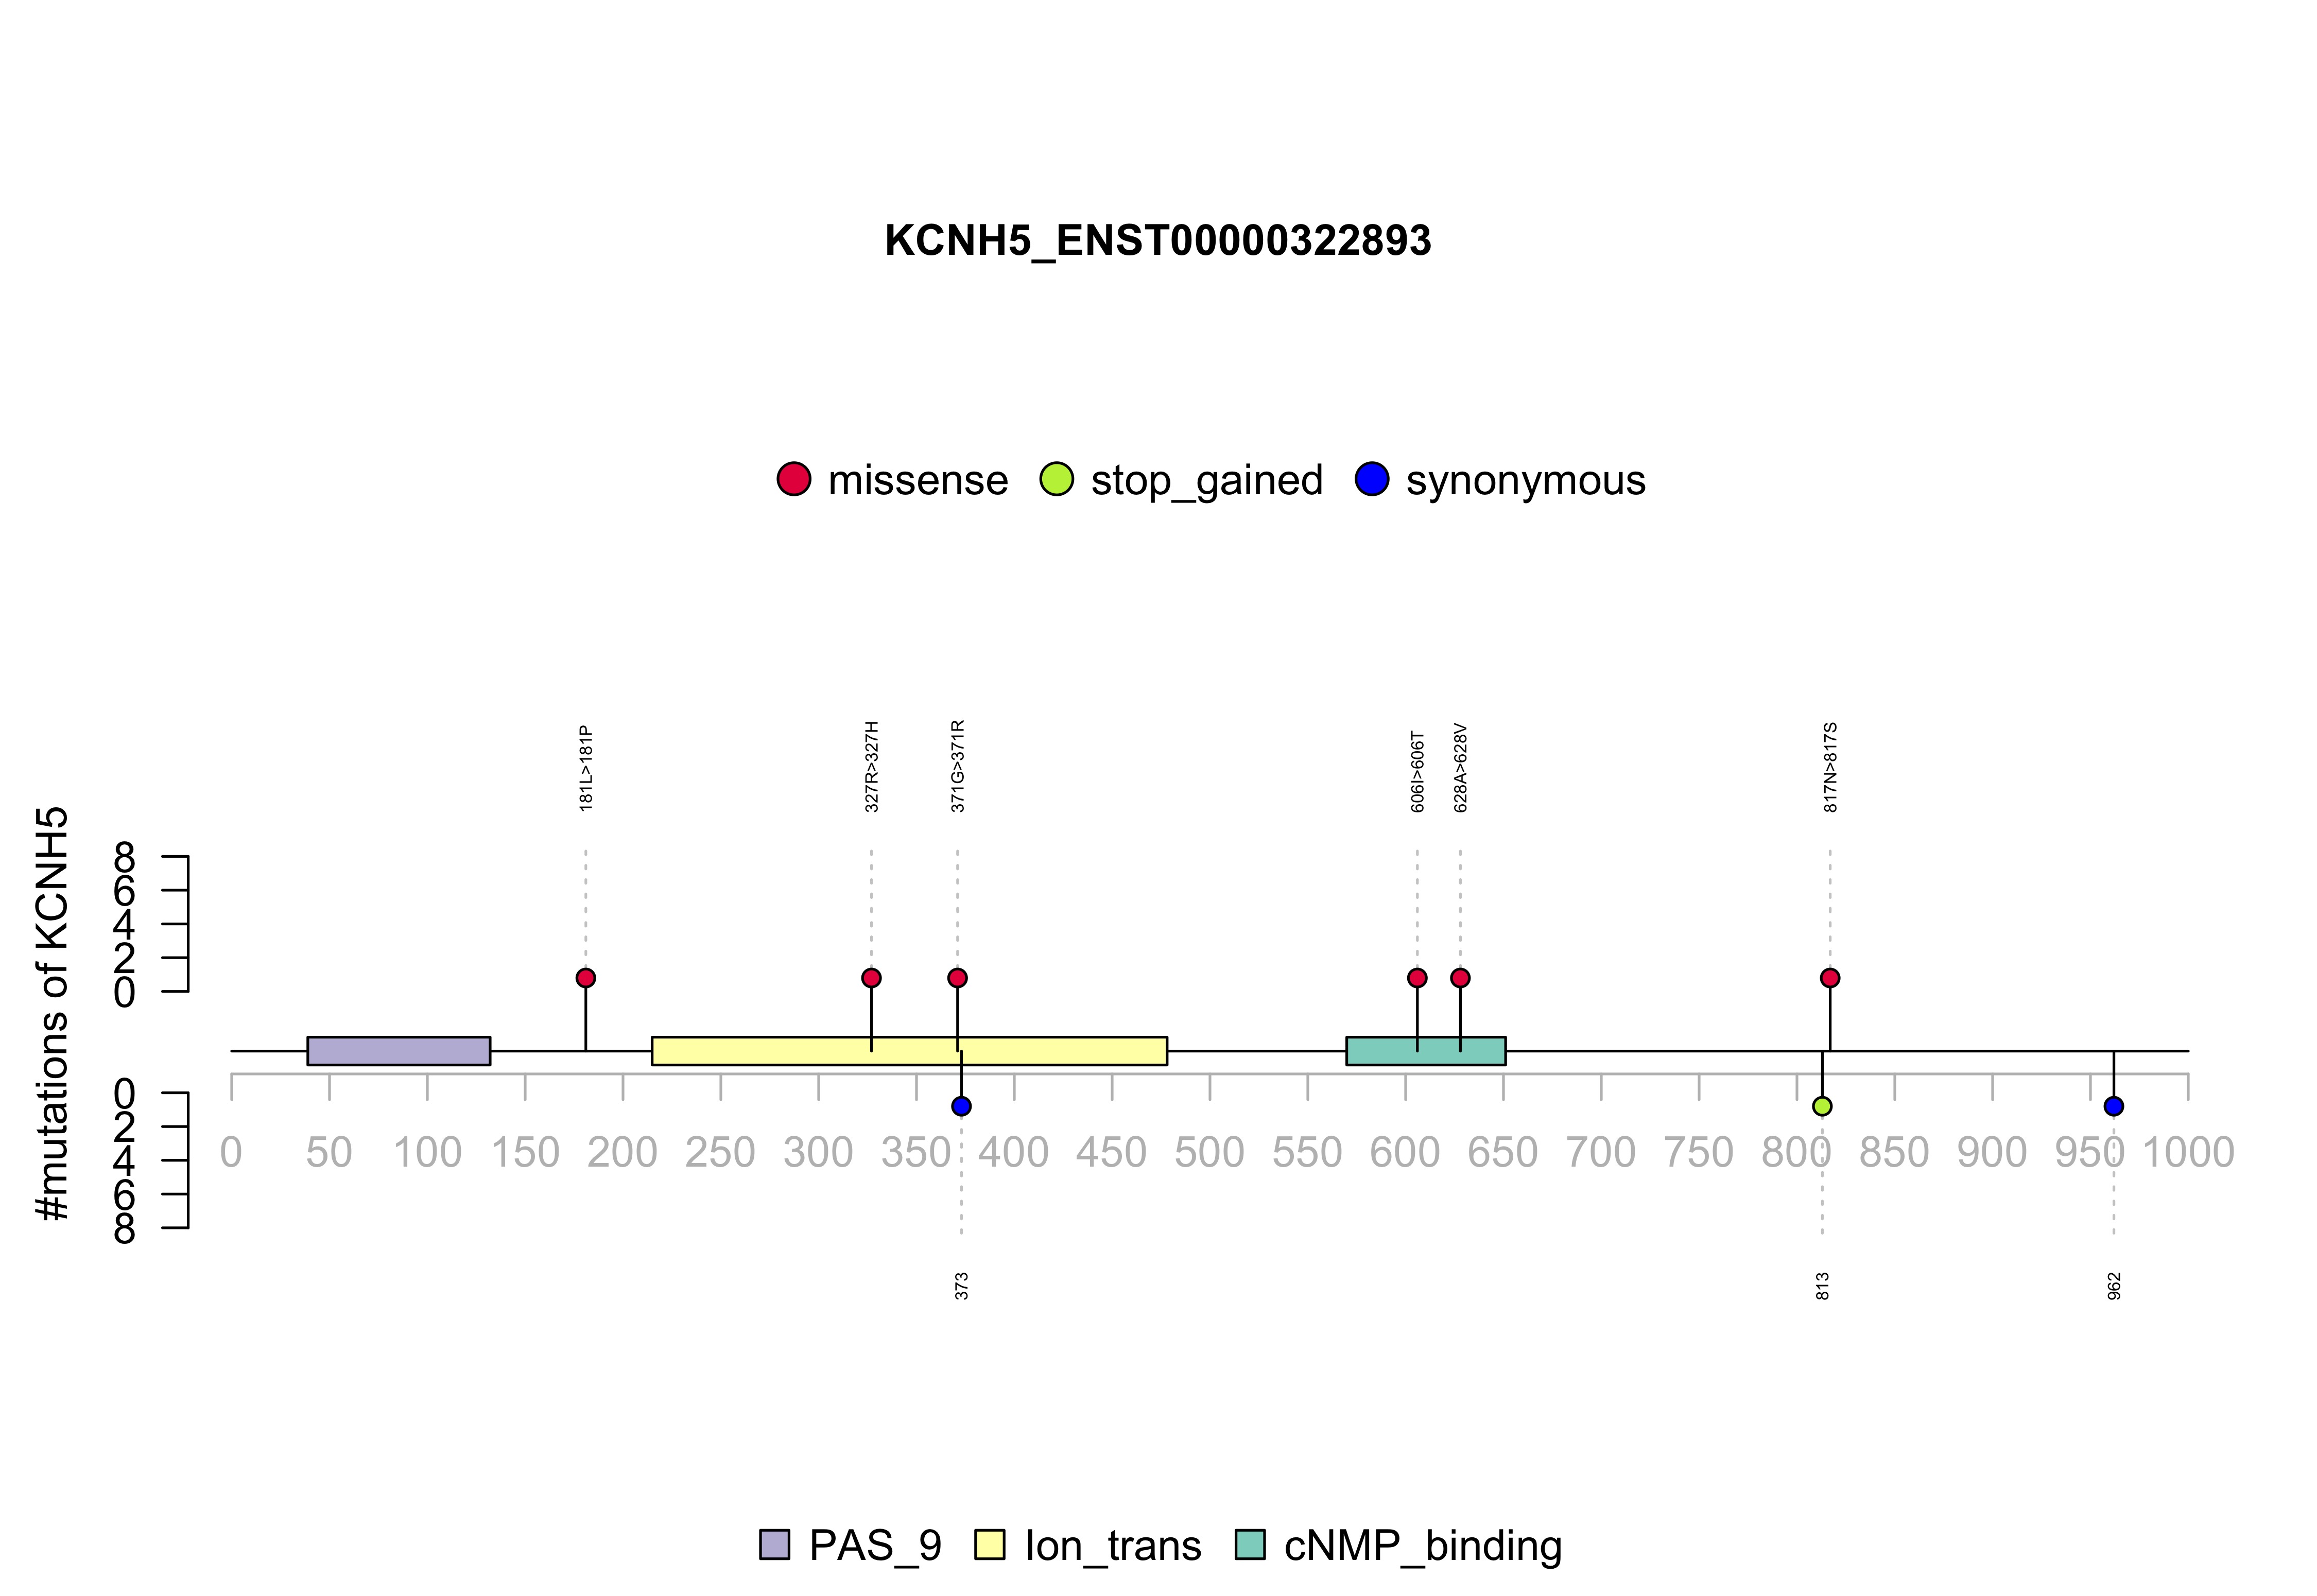 KCNH5_ENST00000322893
missense stop_gained synonymous
181L>181P 327R>327H 371G>371R 606I>606T 628A>628V 817N>817S
#mutations of KCNH5
8
6
4
2
0
0
2
4
6
8
0 50 100 150 200 250 300 350 400 450 500 550 600 650 700 750 800 850 900 950 1000
373 813 962
PAS_9 Ion_trans cNMP_binding